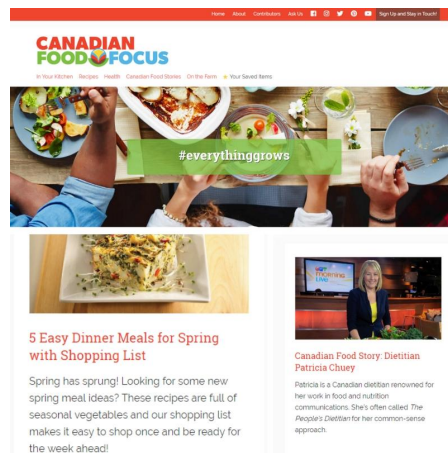 Home About Contributors Ask Us Sign Up and Stay in Touch!
CANADIAN
FOOD FOCUS
In Your Kitchen Recipes Health Canadian Food Stories On the Farm Your Saved Items
#everythinggrows
morning
LIVE
5 Easy Dinner Meals for Spring
with Shopping List
Spring has sprung! Looking for some new
spring meal ideas? These recipes are full of
seasonal vegetables and our shopping list
makes it easy to shop once and be ready for
the week ahead!
Canadian Food Story: Dietitian
Patricia Chuey
Patricia is a Canadian dietitian renowned for
her work in food and nutrition
communications. She's often called The
People's Dietitian for her common-sense
approach.